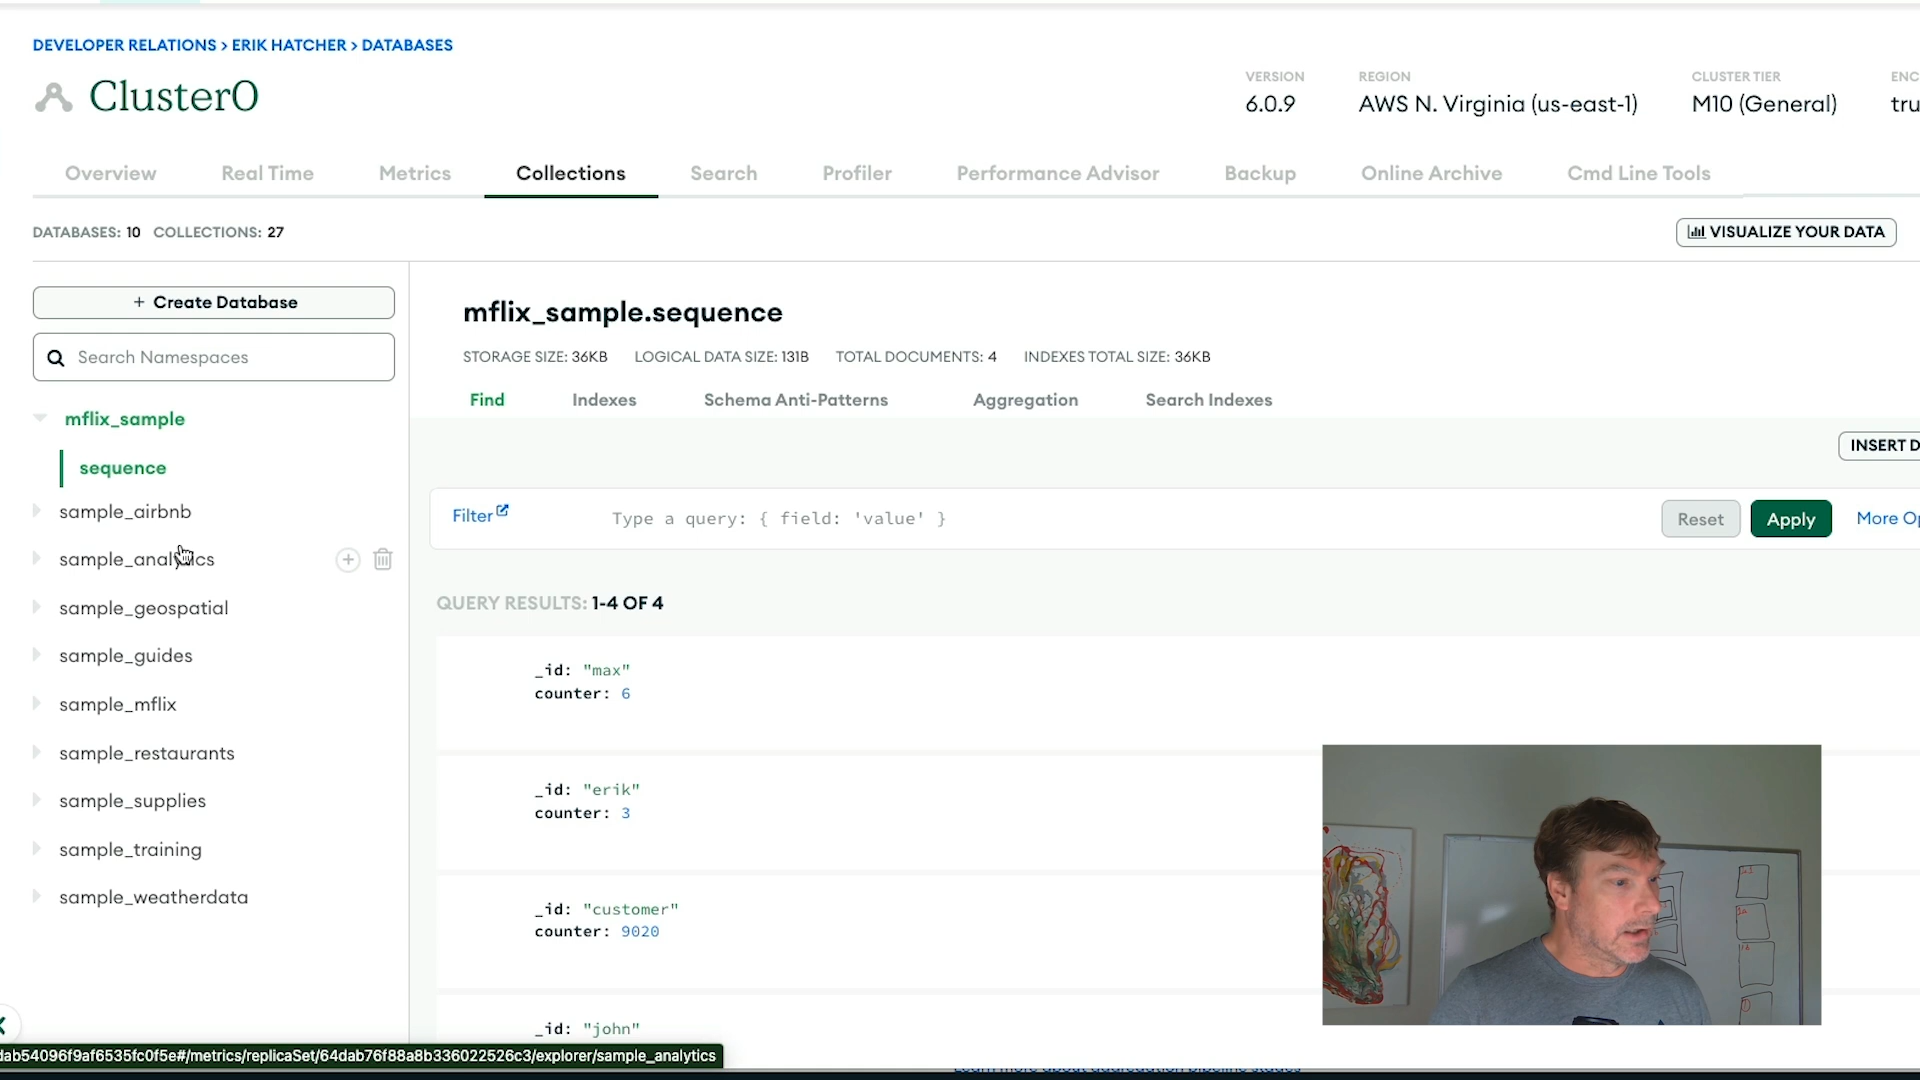 DEVELOPER RELATIONS > ERIK HATCHER > DATABASES
Cluster0
VERSION
6.0.9
REGION
AWS N. Virginia (us-east-1)
CLUSTER TIER
M10 (General)
ENC
tru
Overview Real Time Metrics Collections Search Profiler Performance Advisor Backup Online Archive Cmd Line Tools
DATABASES: 10 COLLECTIONS: 27
VISUALIZE YOUR DATA
+ Create Database
Search Namespaces
mflix_sample
sequence
sample_airbnb
sample_analytics
sample_geospatial
sample_guides
sample_mflix
sample_restaurants
sample_supplies
sample_training
sample_weatherdata
mflix_sample.sequence
STORAGE SIZE: 36KB LOGICAL DATA SIZE: 131B TOTAL DOCUMENTS: 4 INDEXES TOTAL SIZE: 36KB
Find Indexes Schema Anti-Patterns Aggregation Search Indexes
INSERT D
Filter Type a query: { field: 'value' } Reset Apply More Op
QUERY RESULTS: 1-4 OF 4
_id: "max"
counter: 6
_id: "erik"
counter: 3
_id: "customer"
counter: 9020
_id: "john"
dab54096f9af6535fc0f5e#/metrics/replicaSet/64dab76f88a8b336022526c3/explorer/sample_analytics